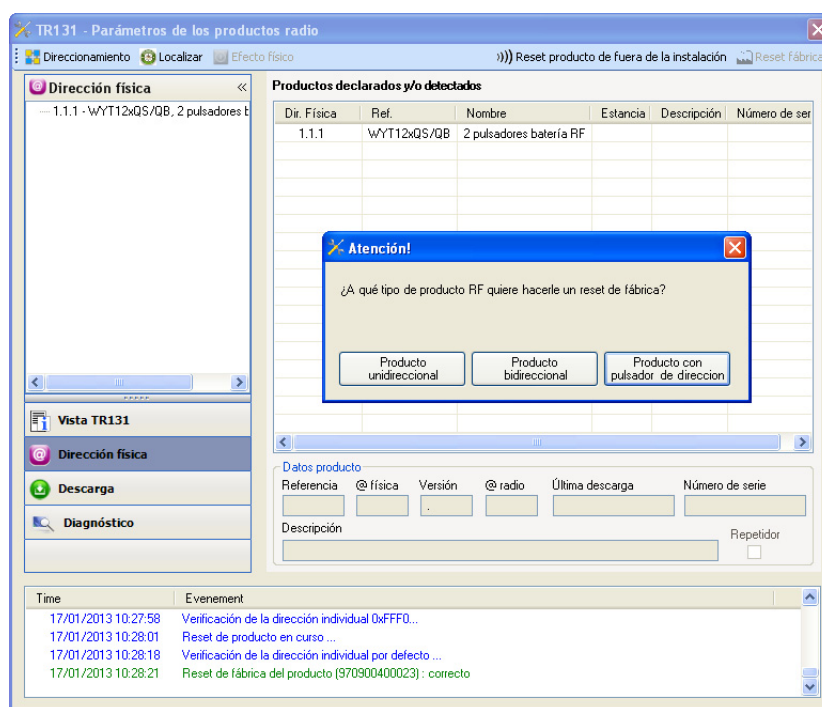 TR131 - Parámetros de los productos radio
Direccionamiento Localizar Efecto físico ))) Reset producto de fuera de la instalación Reset fábrica
Dirección física «
1.1.1 - WYT12xQS/QB, 2 pulsadores b
Productos declarados y/o detectados
Dir. Física Ref. Nombre Estancia Descripción Número de ser
1.1.1 WYT12xQS/QB 2 pulsadores batería RF
Atención!
¿A qué tipo de producto RF quiere hacerle un reset de fábrica?
Producto
unidireccional
Producto
bidireccional
Producto con
pulsador de direccion
Vista TR131
Dirección física
Descarga
Diagnóstico
Datos producto
Referencia @ física Versión @ radio Última descarga Número de serie
.
Descripción
Repetidor
Time Evenement
17/01/2013 10:27:58 Verificación de la dirección individual 0xFFF0...
17/01/2013 10:28:01 Reset de producto en curso ...
17/01/2013 10:28:18 Verificación de la dirección individual por defecto ...
17/01/2013 10:28:21 Reset de fábrica del producto (970900400023) : correcto